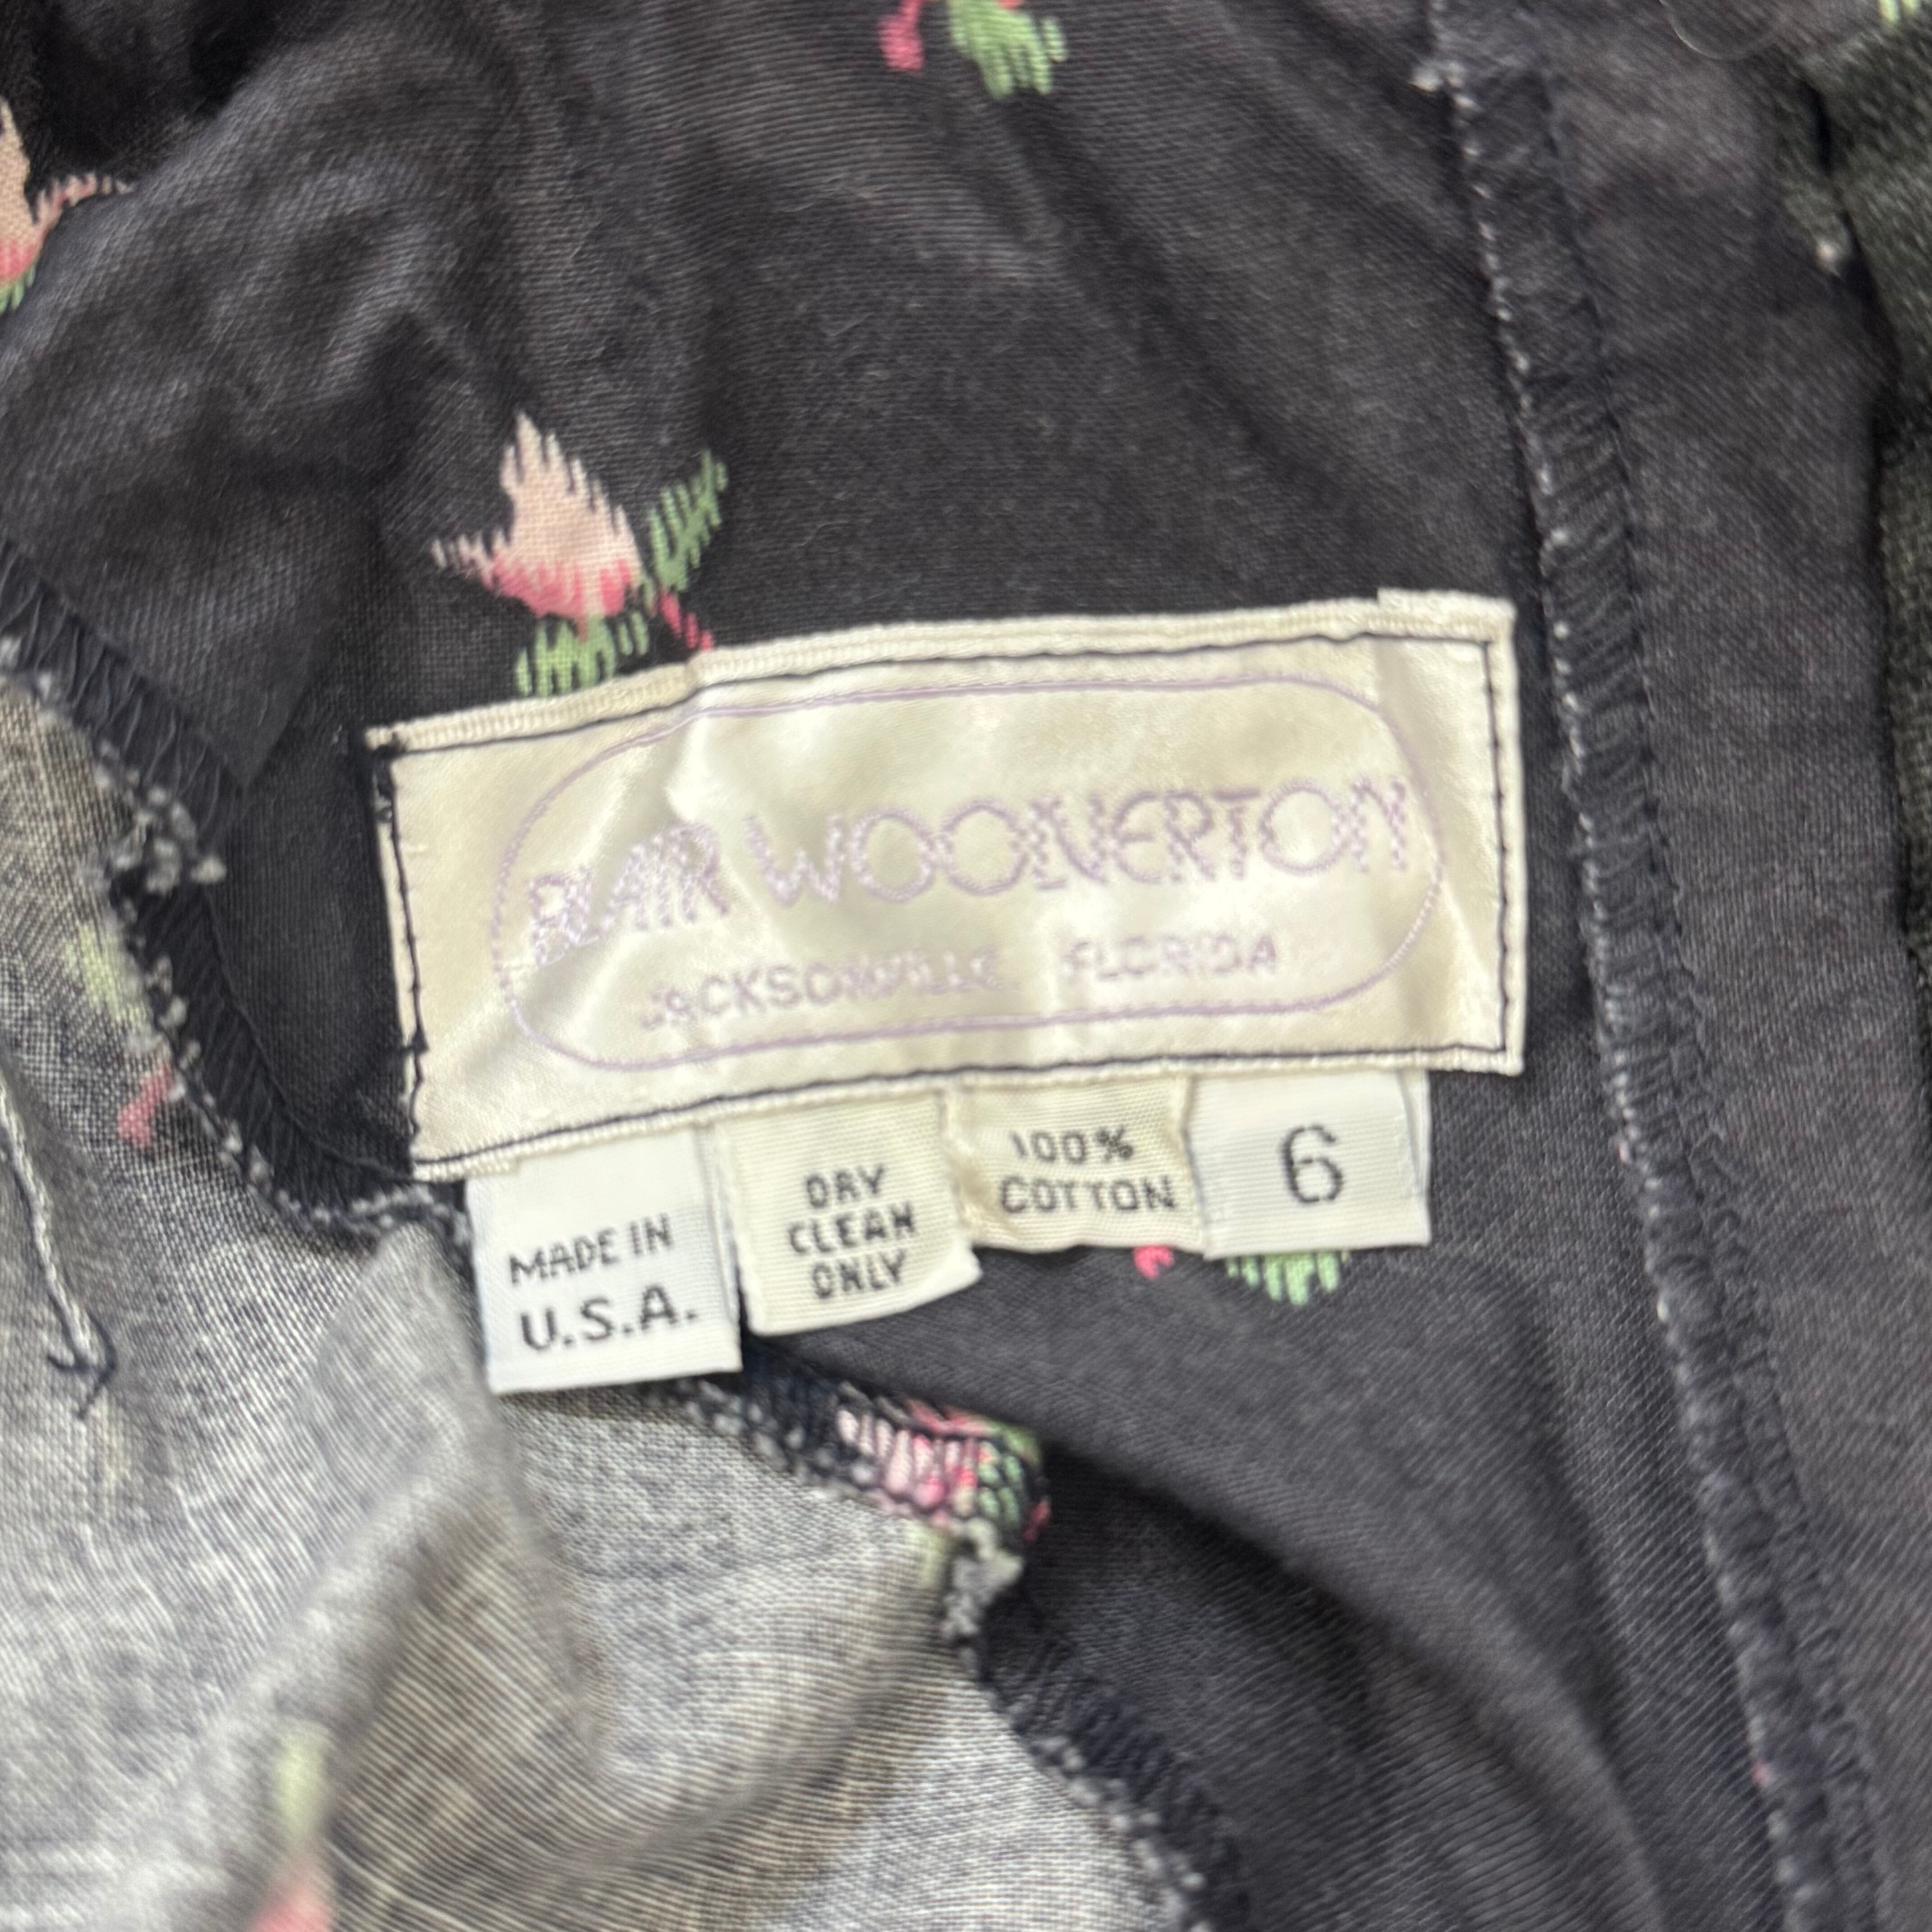 BLAIR WOOLVERTON
JACKSONVILLE, FLORIDA
MADE IN
U.S.A.
DRY
CLEAN
ONLY
100%
COTTON
6